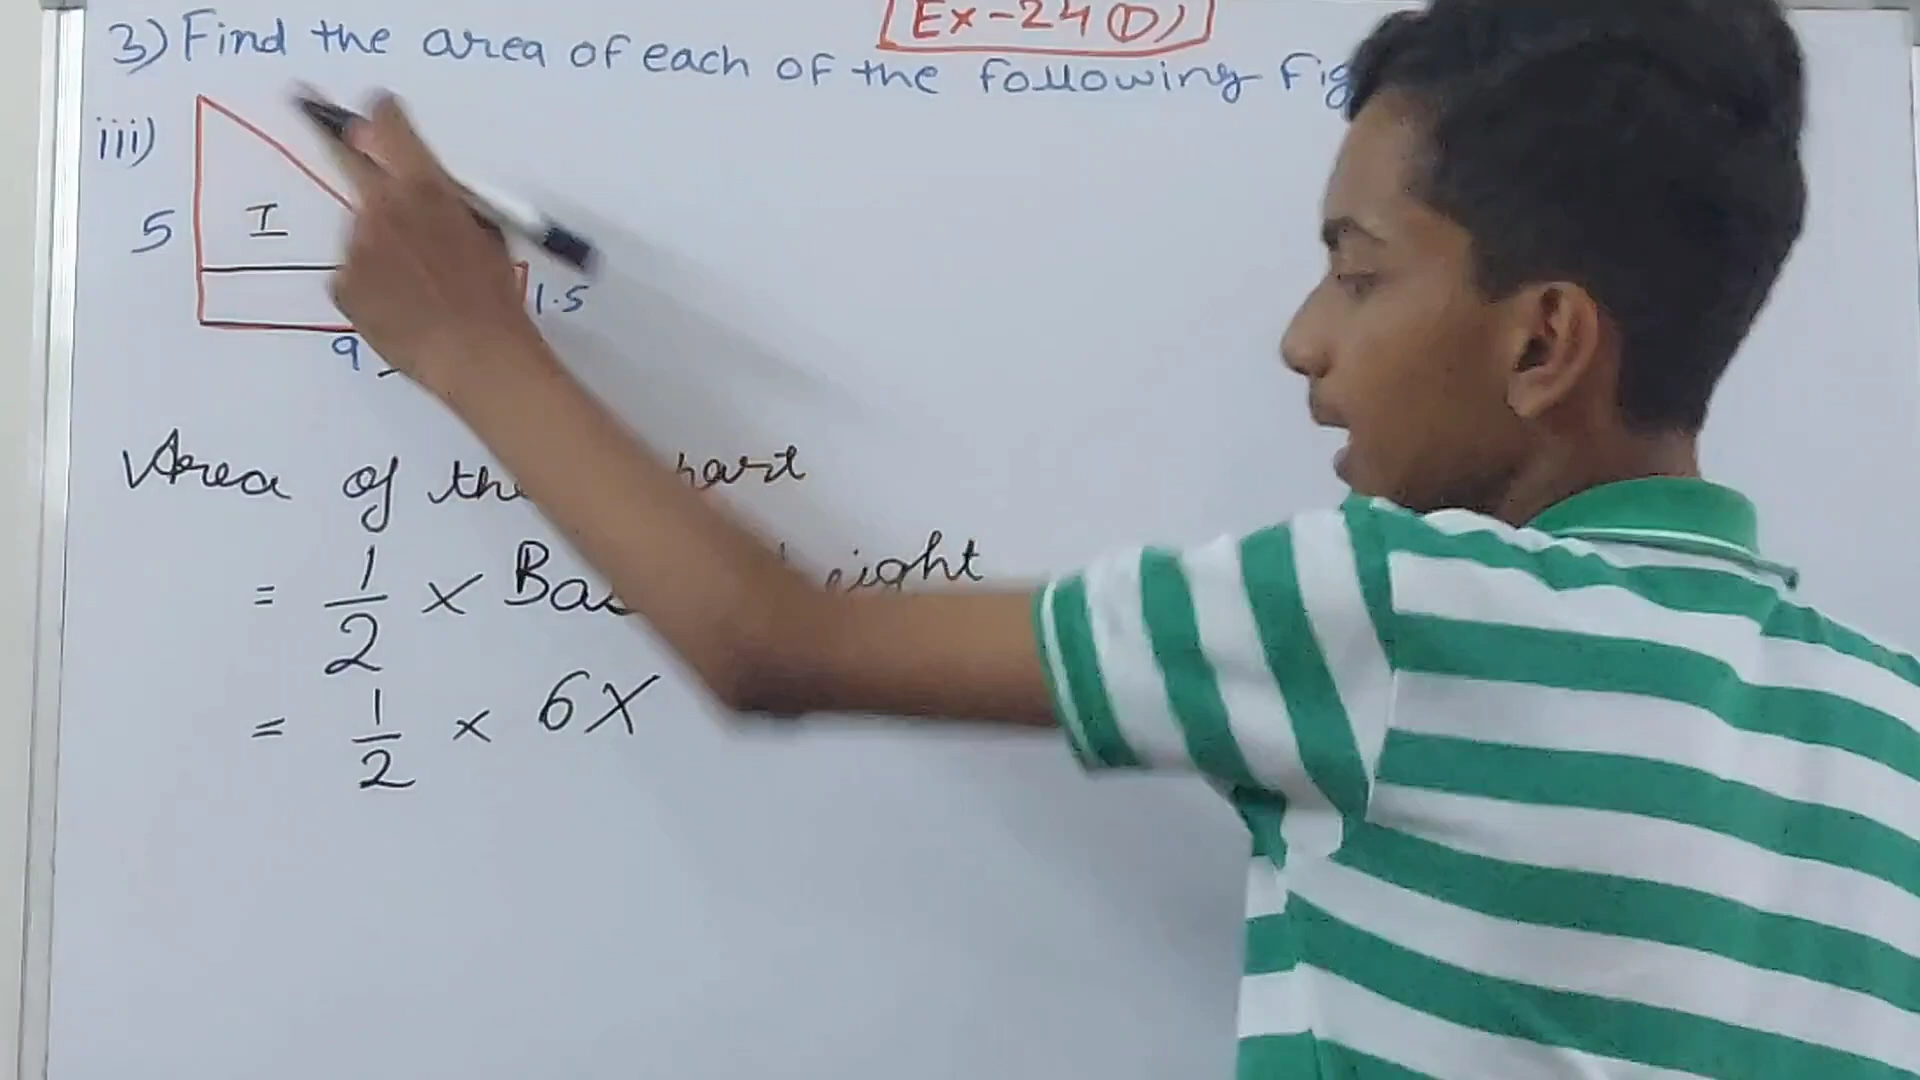 Ex-24(D)
3) Find the area of each of the following Fig
iii)
5
I
1.5
9
Area of the part
= 1/2 × Base Height
= 1/2 × 6 ×